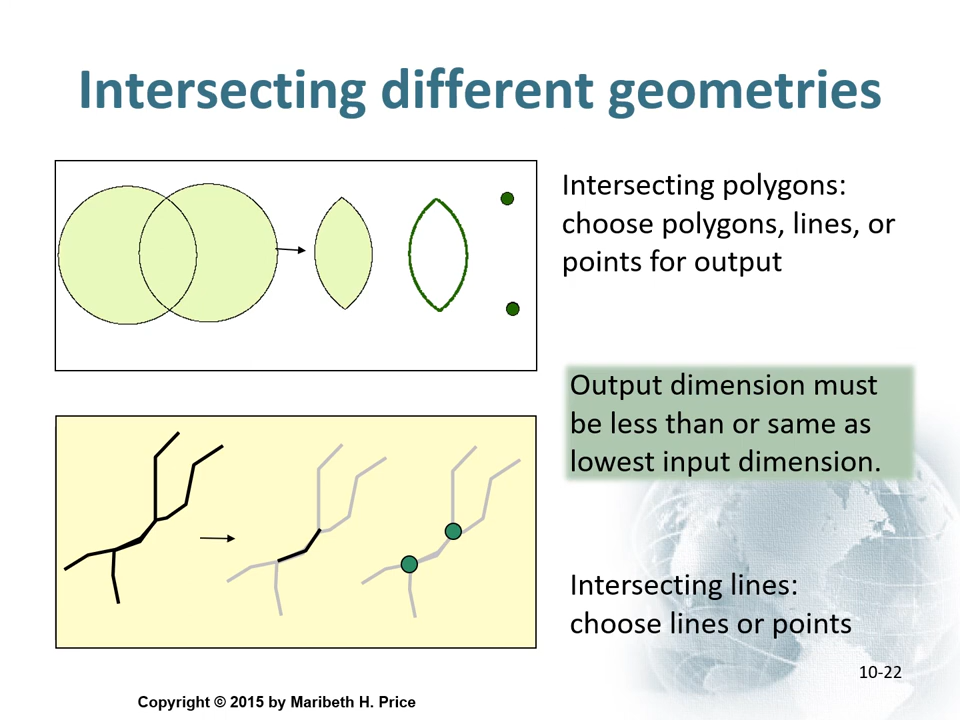 Intersecting different geometries
Intersecting polygons:
choose polygons, lines, or
points for output
Output dimension must
be less than or same as
lowest input dimension.
Intersecting lines:
choose lines or points
10-22
Copyright © 2015 by Maribeth H. Price